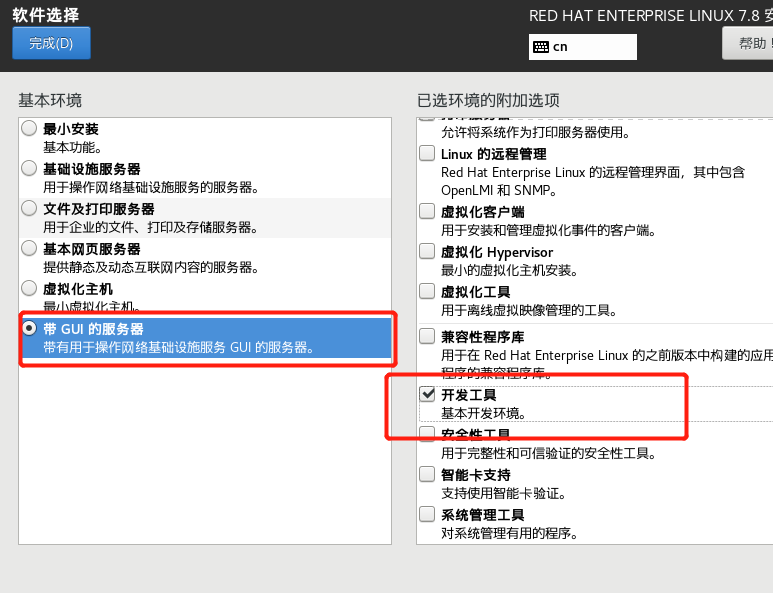 软件选择
完成(D)
RED HAT ENTERPRISE LINUX 7.8 安
cn
帮助！
基本环境
最小安装
基本功能。
基础设施服务器
用于操作网络基础设施服务的服务器。
文件及打印服务器
用于企业的文件、打印及存储服务器。
基本网页服务器
提供静态及动态互联网内容的服务器。
虚拟化主机
最小虚拟化主机。
带 GUI 的服务器
带有用于操作网络基础设施服务 GUI 的服务器。
已选环境的附加选项
打印服务器
允许将系统作为打印服务器使用。
Linux 的远程管理
Red Hat Enterprise Linux 的远程管理界面，其中包含
OpenLMI 和 SNMP。
虚拟化客户端
用于安装和管理虚拟化事件的客户端。
虚拟化 Hypervisor
最小的虚拟化主机安装。
虚拟化工具
用于离线虚拟映像管理的工具。
兼容性程序库
用于在 Red Hat Enterprise Linux 的之前版本中构建的应用
程序的兼容程序库。
开发工具
基本开发环境。
安全性工具
用于完整性和可信验证的安全性工具。
智能卡支持
支持使用智能卡验证。
系统管理工具
对系统管理有用的程序。